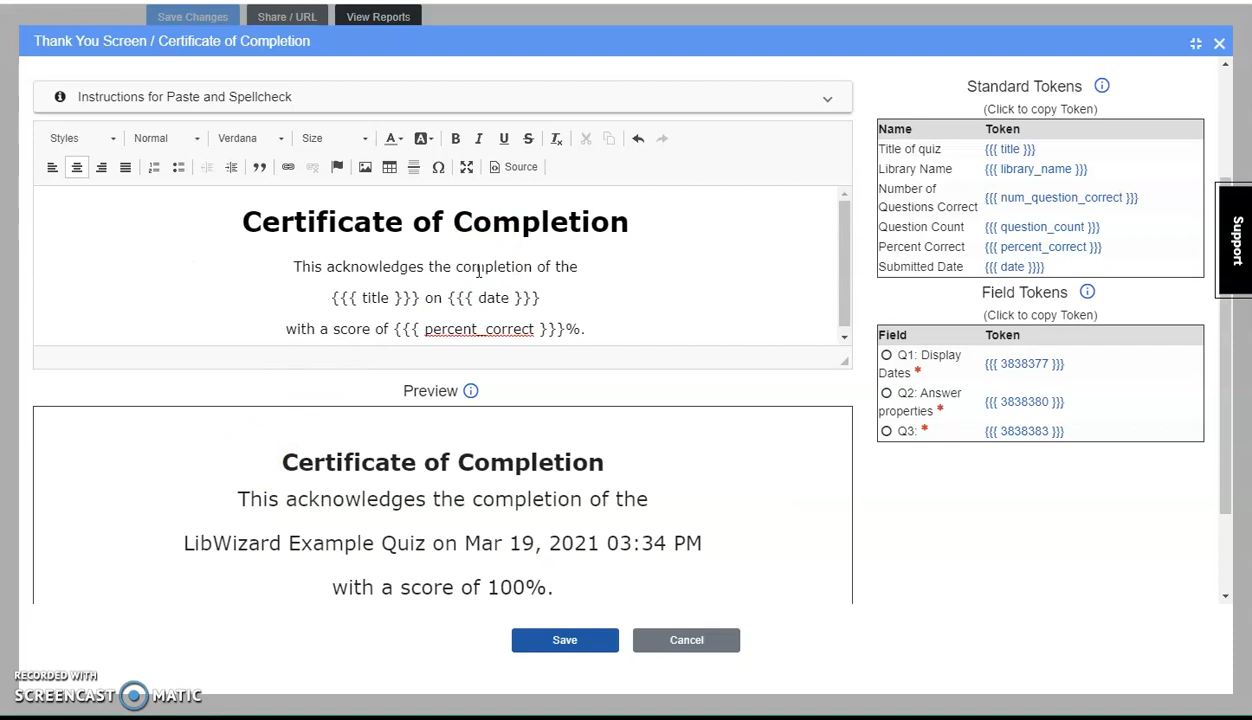 Save Changes
Share / URL
View Reports
Thank You Screen / Certificate of Completion
Instructions for Paste and Spellcheck
Styles
Normal
Verdana
Size
A
A
B
I
U
S
Source
Certificate of Completion
This acknowledges the completion of the
{{{ title }}} on {{{ date }}}
with a score of {{{ percent_correct }}}%.
Preview
Certificate of Completion
This acknowledges the completion of the
LibWizard Example Quiz on Mar 19, 2021 03:34 PM
with a score of 100%.
Standard Tokens
(Click to copy Token)
Name Token
Title of quiz {{{ title }}}
Library Name {{{ library_name }}}
Number of
Questions Correct {{{ num_question_correct }}}
Question Count {{{ question_count }}}
Percent Correct {{{ percent_correct }}}
Submitted Date {{{ date }}}}
Field Tokens
(Click to copy Token)
Field Token
Q1: Display
Dates * {{{ 3838377 }}}
Q2: Answer
properties * {{{ 3838380 }}}
Q3: * {{{ 3838383 }}}
Support
Save
Cancel
RECORDED WITH
SCREENCAST MATIC